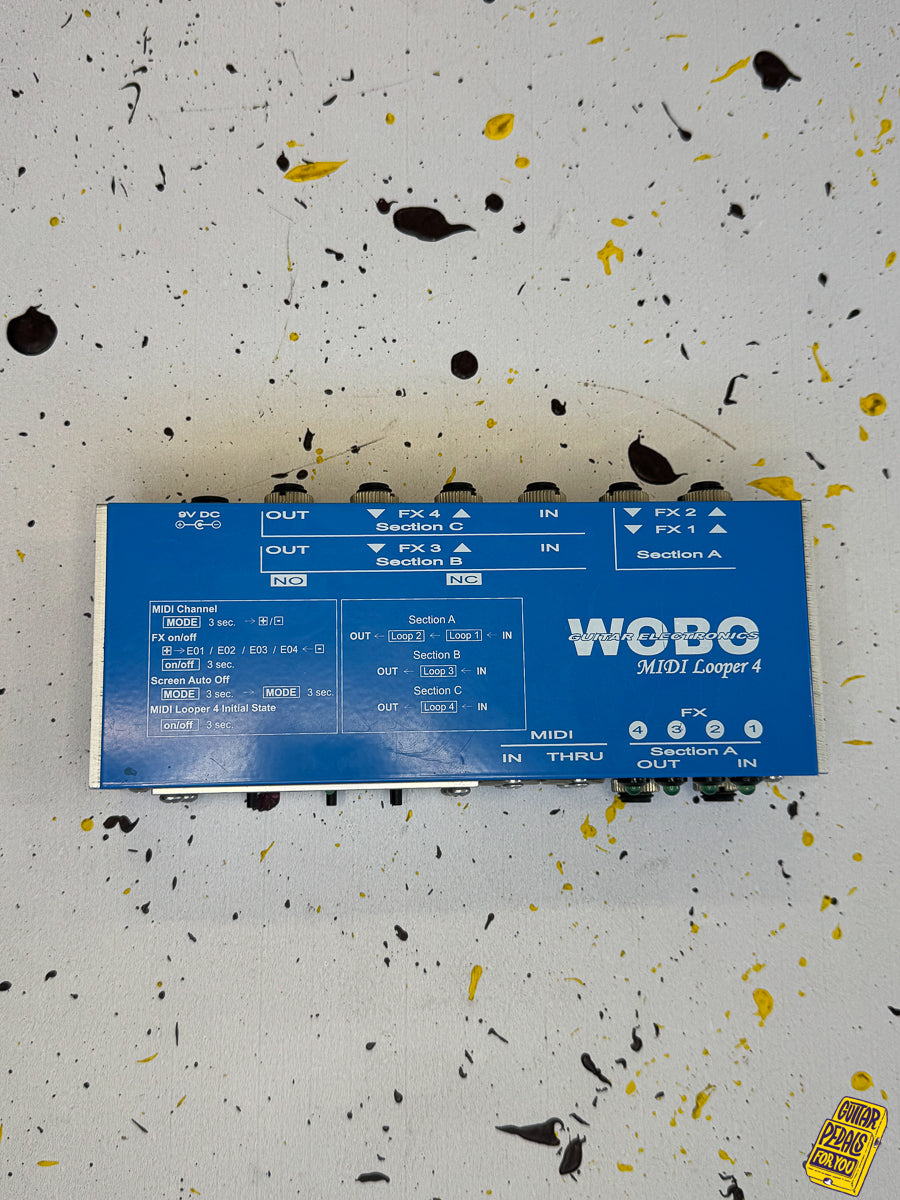 9V DC
OUT ▼ FX 4 ▲ IN
Section C
OUT ▼ FX 3 ▲ IN
Section B
NO NC
▼ FX 2 ▲
▼ FX 1 ▲
Section A
MIDI Channel
MODE 3 sec. → + / -
FX on/off
+ → E01 / E02 / E03 / E04 ← -
on/off 3 sec.
Screen Auto Off
MODE 3 sec. → MODE 3 sec.
MIDI Looper 4 Initial State
on/off 3 sec.
Section A
OUT ← Loop 2 ← Loop 1 ← IN
Section B
OUT ← Loop 3 ← IN
Section C
OUT ← Loop 4 ← IN
WOBO
GUITAR ELECTRONICS
MIDI Looper 4
MIDI
IN THRU
FX
4 3 2 1
Section A
OUT IN
GUITAR
PEDALS
FOR YOU